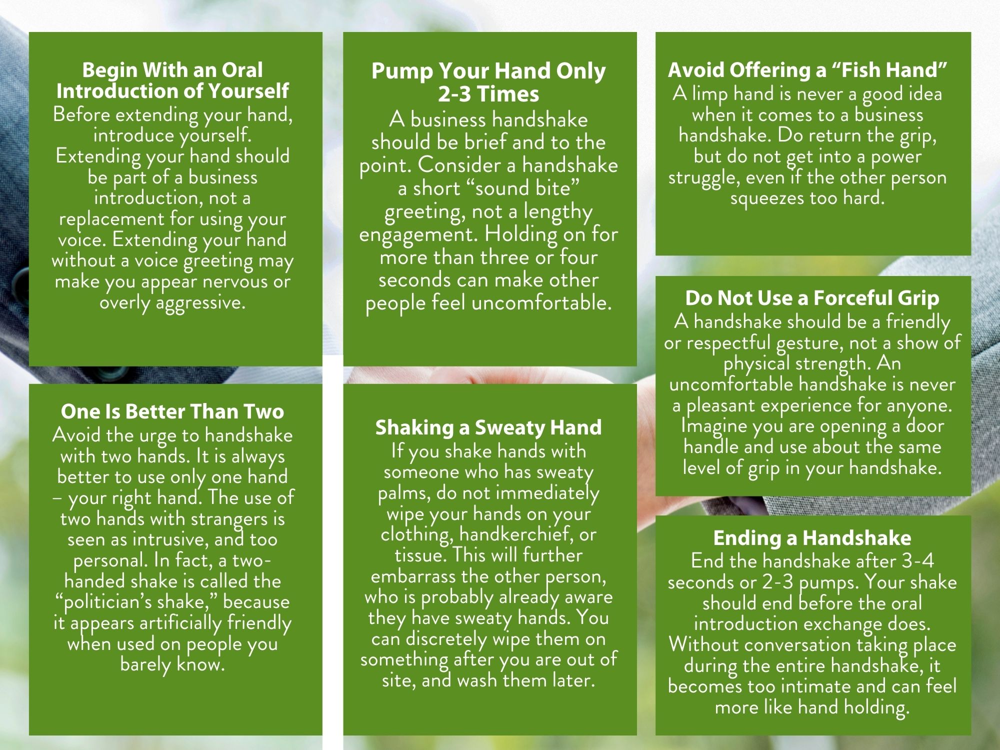 Begin With an Oral
Introduction of Yourself
Before extending your hand,
introduce yourself.
Extending your hand should
be part of a business
introduction, not a
replacement for using your
voice. Extending your hand
without a voice greeting may
make you appear nervous or
overly aggressive.
One Is Better Than Two
Avoid the urge to handshake
with two hands. It is always
better to use only one hand
– your right hand. The use of
two hands with strangers is
seen as intrusive, and too
personal. In fact, a two-
handed shake is called the
“politician’s shake,” because
it appears artificially friendly
when used on people you
barely know.
Pump Your Hand Only
2-3 Times
A business handshake
should be brief and to the
point. Consider a handshake
a short “sound bite”
greeting, not a lengthy
engagement. Holding on for
more than three or four
seconds can make other
people feel uncomfortable.
Shaking a Sweaty Hand
If you shake hands with
someone who has sweaty
palms, do not immediately
wipe your hands on your
clothing, handkerchief, or
tissue. This will further
embarrass the other person,
who is probably already aware
they have sweaty hands. You
can discretely wipe them on
something after you are out of
site, and wash them later.
Avoid Offering a “Fish Hand”
A limp hand is never a good idea
when it comes to a business
handshake. Do return the grip,
but do not get into a power
struggle, even if the other person
squeezes too hard.
Do Not Use a Forceful Grip
A handshake should be a friendly
or respectful gesture, not a show of
physical strength. An
uncomfortable handshake is never
a pleasant experience for anyone.
Imagine you are opening a door
handle and use about the same
level of grip in your handshake.
Ending a Handshake
End the handshake after 3-4
seconds or 2-3 pumps. Your shake
should end before the oral
introduction exchange does.
Without conversation taking place
during the entire handshake, it
becomes too intimate and can feel
more like hand holding.